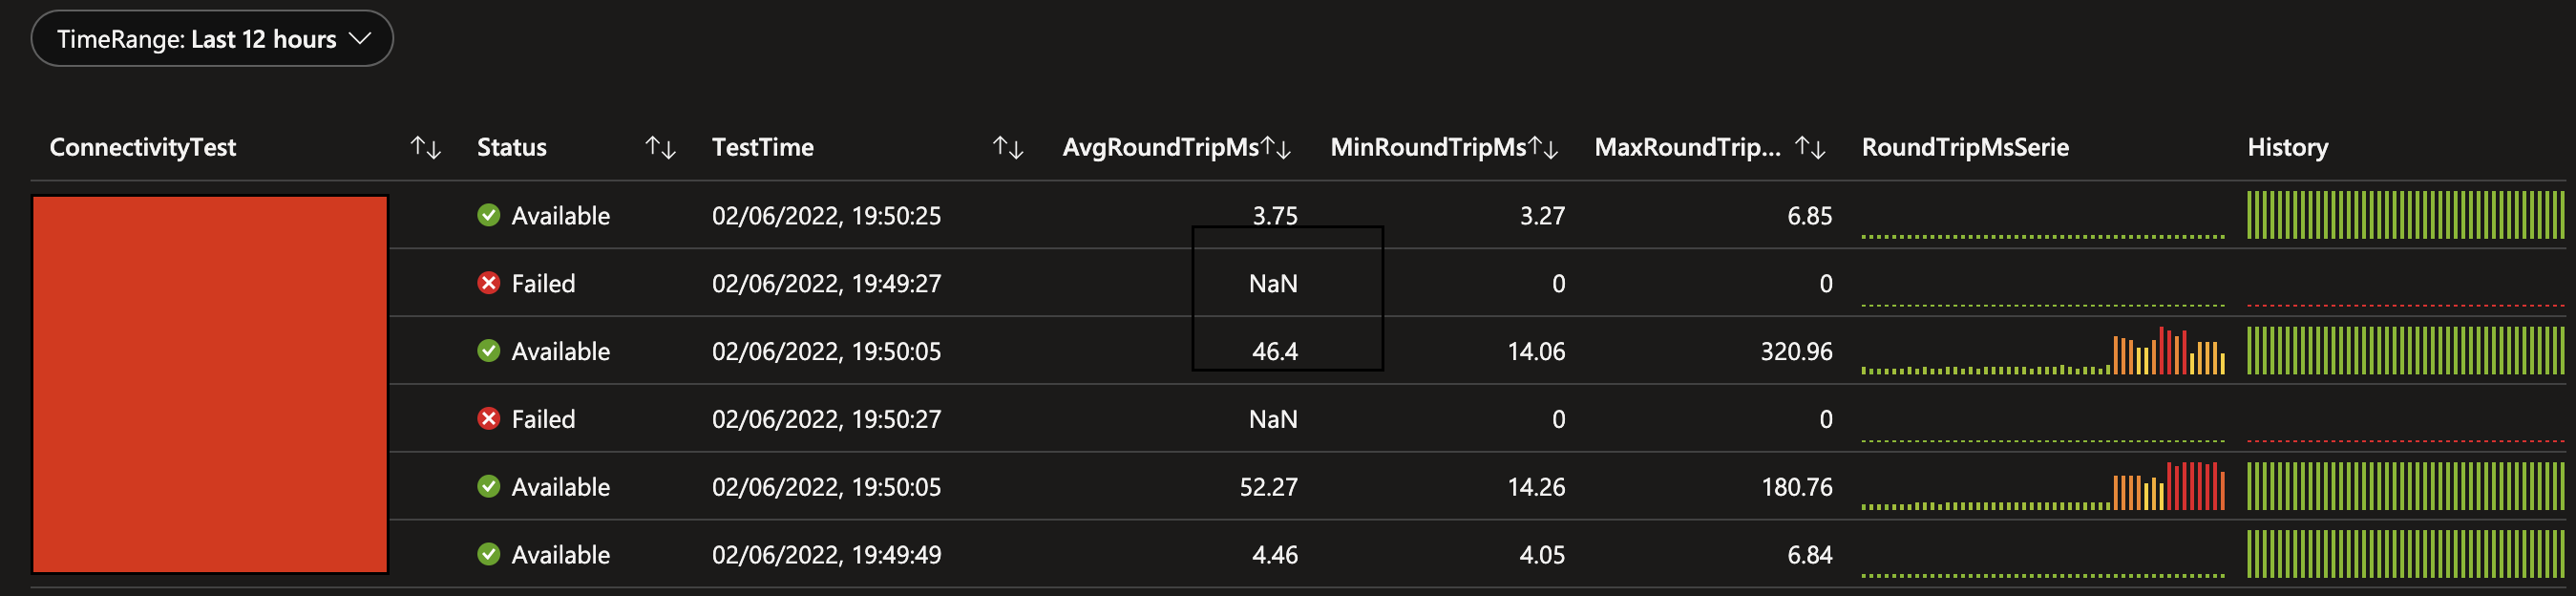 TimeRange: Last 12 hours
ConnectivityTest Status TestTime AvgRoundTripMs MinRoundTripMs MaxRoundTrip... RoundTripMsSerie History
Available 02/06/2022, 19:50:25 3.75 3.27 6.85
Failed 02/06/2022, 19:49:27 NaN 0 0
Available 02/06/2022, 19:50:05 46.4 14.06 320.96
Failed 02/06/2022, 19:50:27 NaN 0 0
Available 02/06/2022, 19:50:05 52.27 14.26 180.76
Available 02/06/2022, 19:49:49 4.46 4.05 6.84